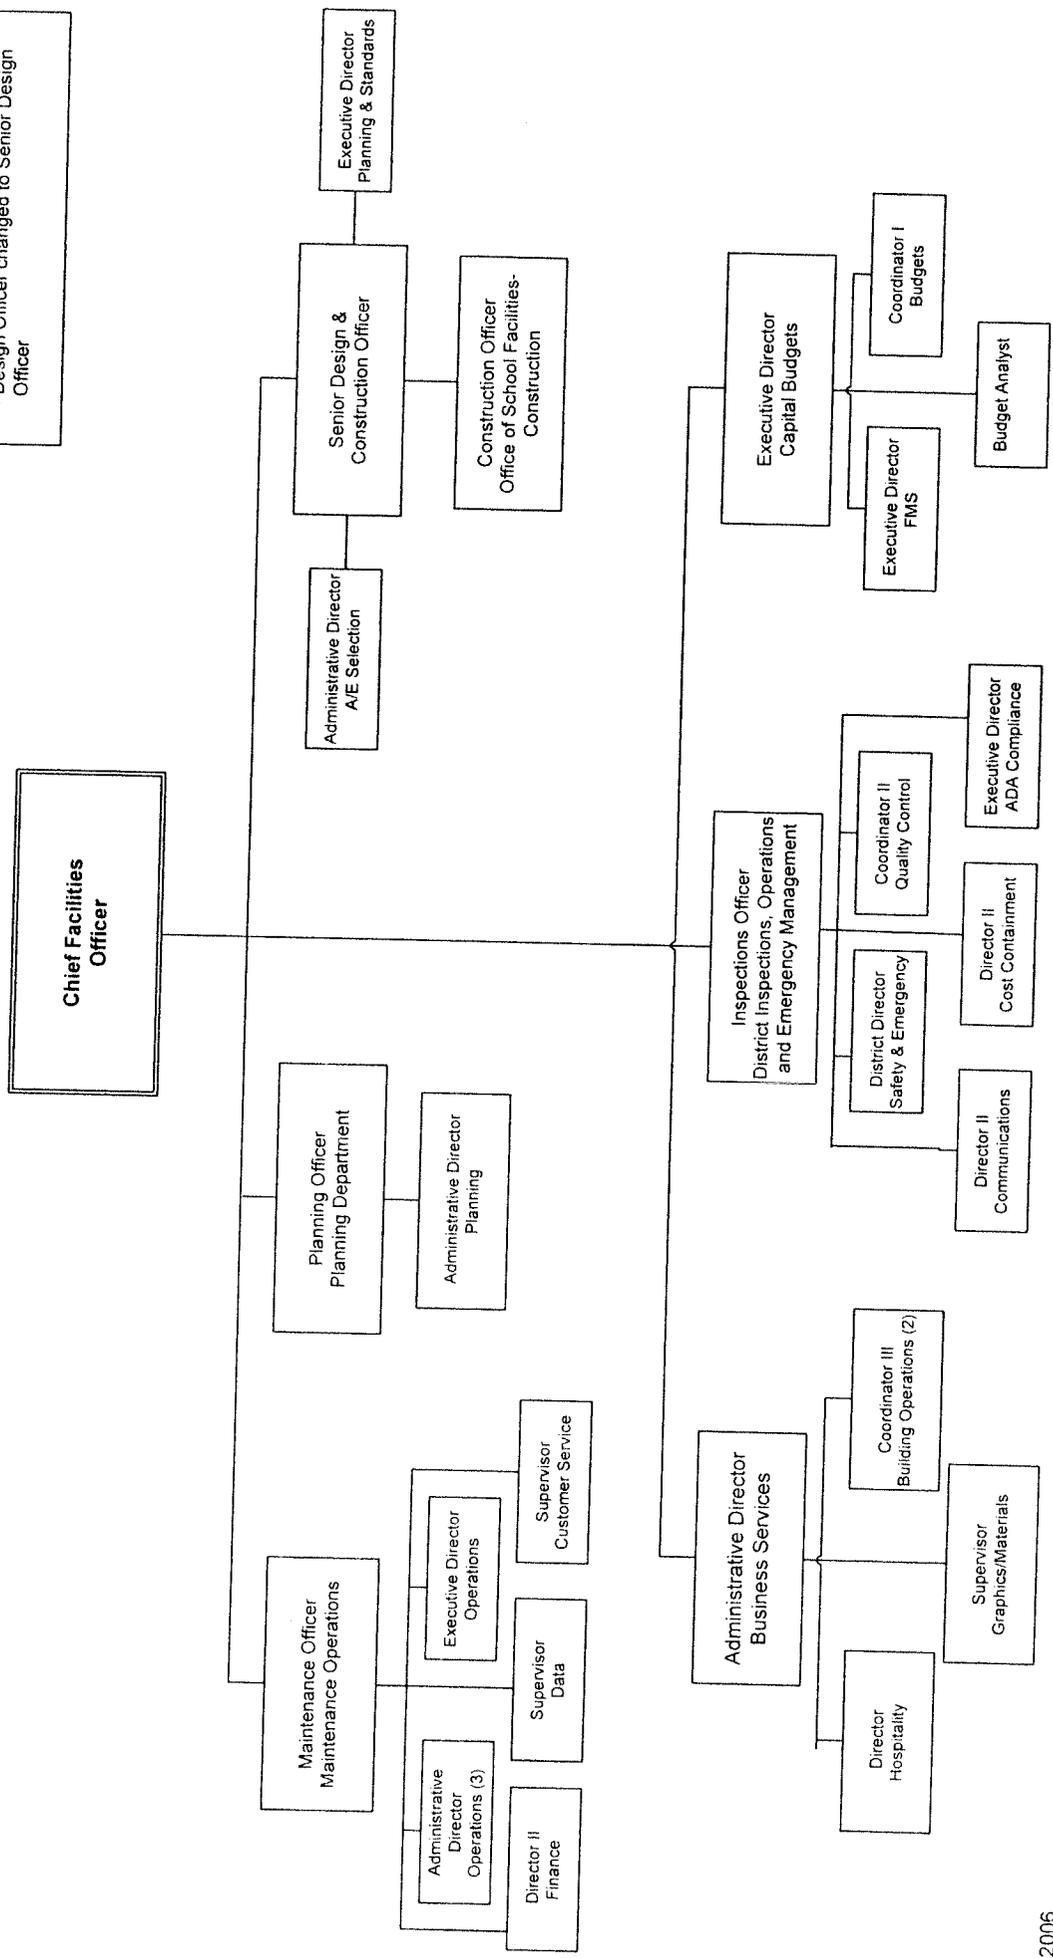 Design Officer changed to Senior Design
Officer
Chief Facilities
Officer
Maintenance Officer
Maintenance Operations
Administrative
Director
Operations (3)
Executive Director
Operations
Director II
Finance
Supervisor
Data
Supervisor
Customer Service
Planning Officer
Planning Department
Administrative Director
Planning
Senior Design &
Construction Officer
Administrative Director
A/E Selection
Executive Director
Planning & Standards
Construction Officer
Office of School Facilities-
Construction
Administrative Director
Business Services
Director
Hospitality
Coordinator III
Building Operations (2)
Supervisor
Graphics/Materials
Inspections Officer
District Inspections, Operations
and Emergency Management
District Director
Safety & Emergency
Coordinator II
Quality Control
Director II
Communications
Director II
Cost Containment
Executive Director
ADA Compliance
Executive Director
Capital Budgets
Executive Director
FMS
Coordinator I
Budgets
Budget Analyst
2006